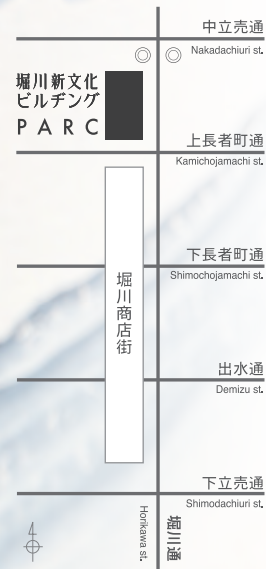 中立売通
Nakadachiuri st.
堀川新文化
ビルヂング
PARC
上長者町通
Kamichojamachi st.
下長者町通
Shimochojamachi st.
堀川商店街
出水通
Demizu st.
下立売通
Shimodachiuri st.
Horikawa st.
堀川通
4